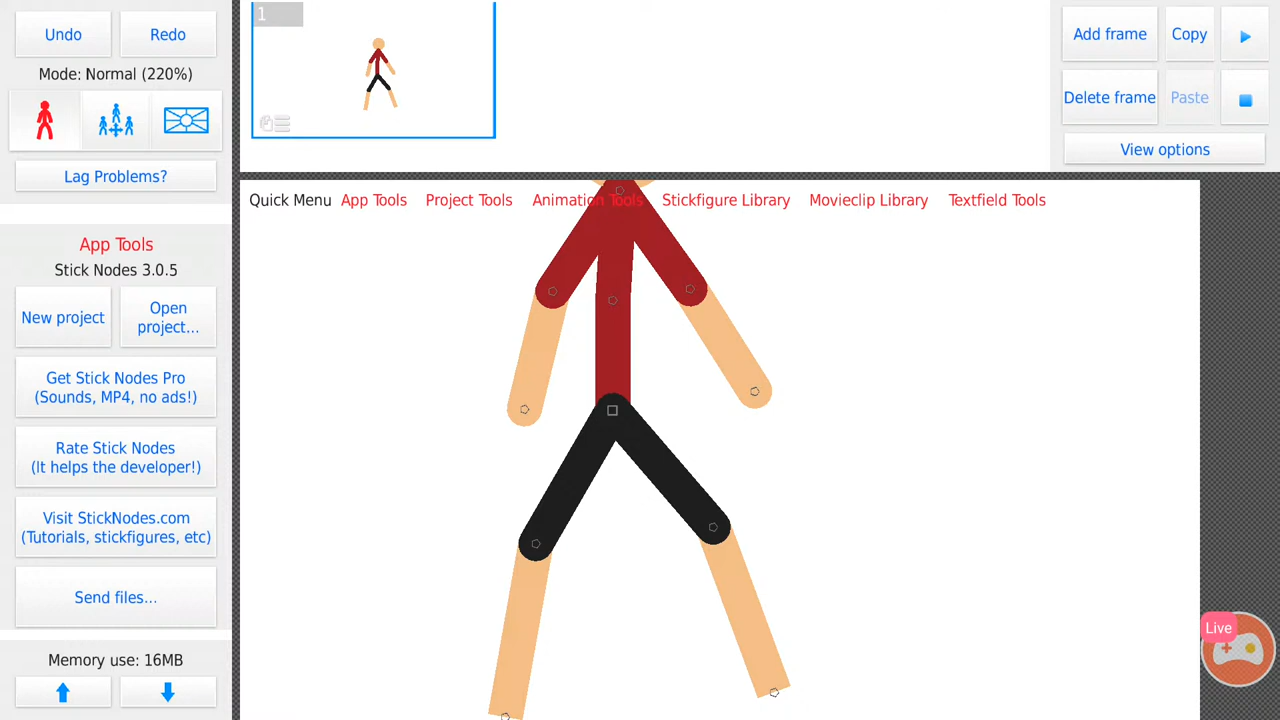 Undo
Redo
Mode: Normal (220%)
Lag Problems?
App Tools
Stick Nodes 3.0.5
New project
Open
project...
Get Stick Nodes Pro
(Sounds, MP4, no ads!)
Rate Stick Nodes
(It helps the developer!)
Visit StickNodes.com
(Tutorials, stickfigures, etc)
Send files...
Memory use: 16MB
1
Add frame
Copy
Delete frame
Paste
View options
Quick Menu App Tools Project Tools Animation Tools Stickfigure Library Movieclip Library Textfield Tools
Live